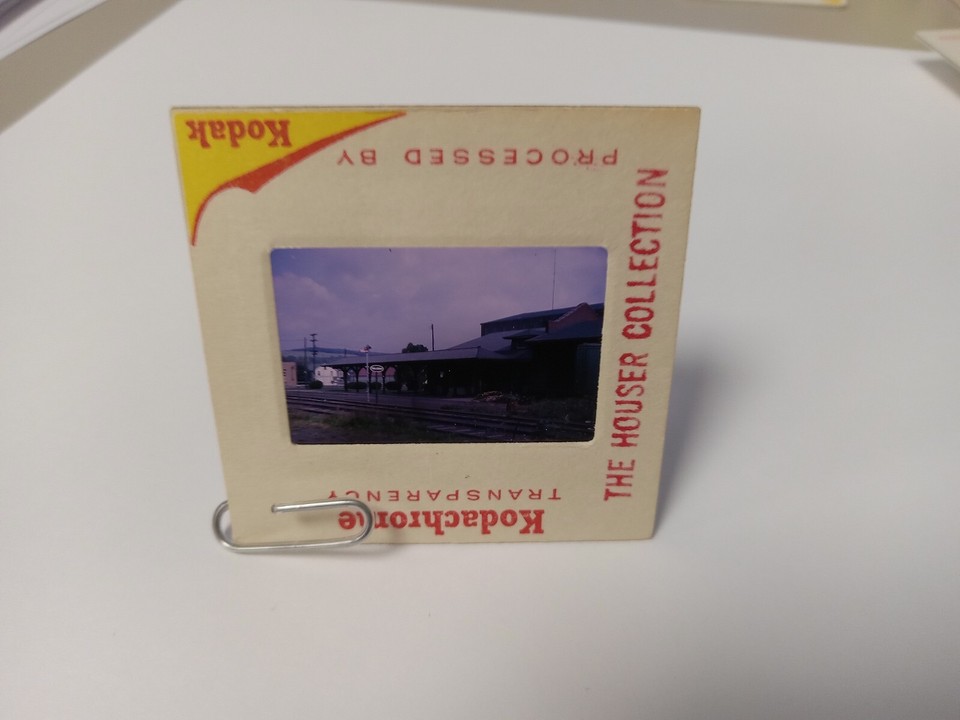 Kodak
PROCESSED BY
THE HOUSER COLLECTION
TRANSPARENCY
Kodachrome